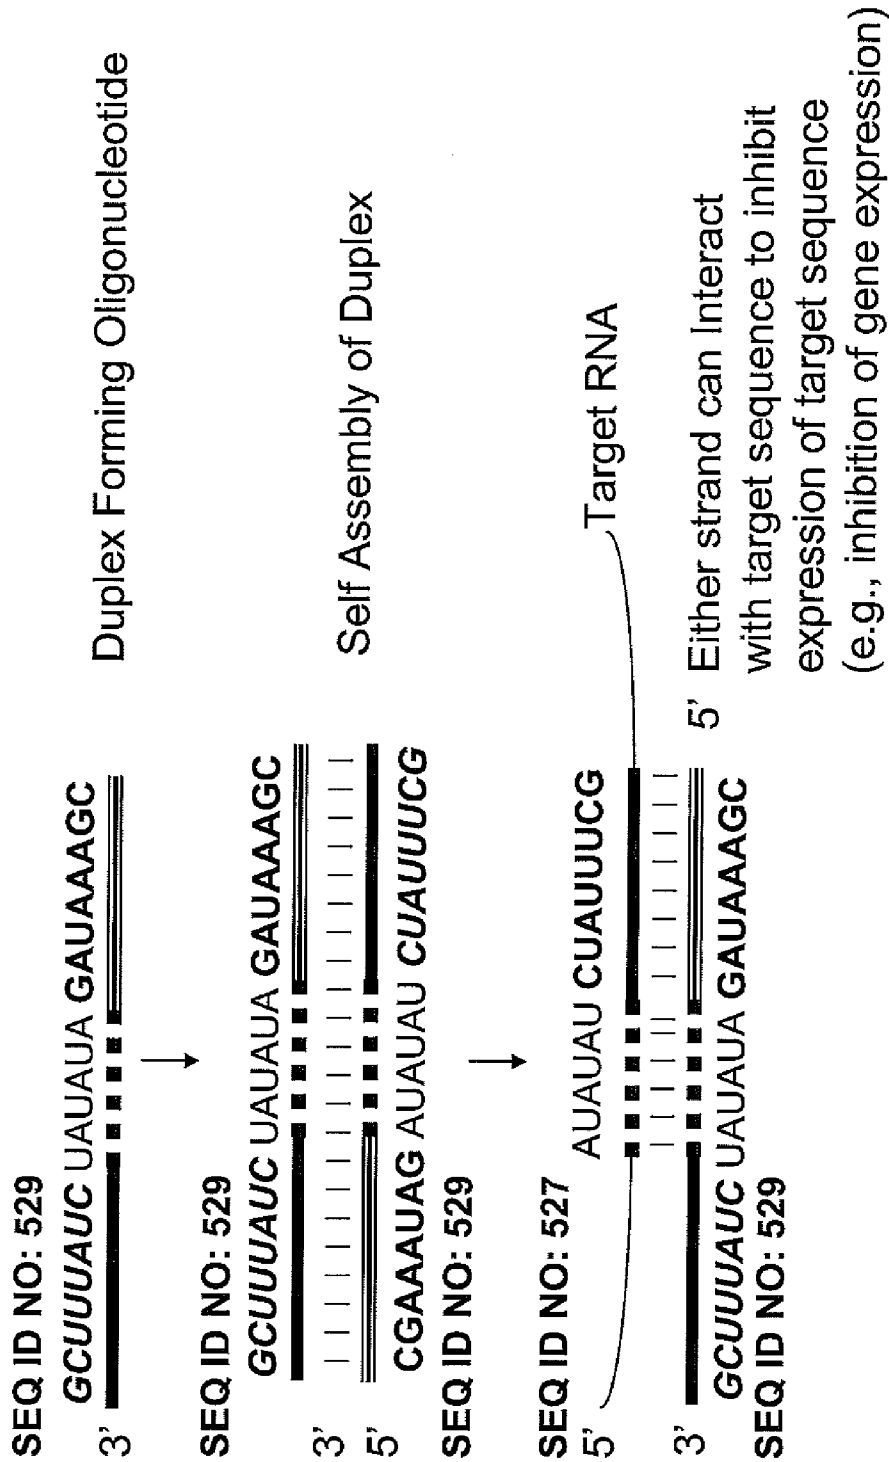 SEQ ID NO: 529
GCUUUAUC UAUAUA GAUAAAGC
3'
Duplex Forming Oligonucleotide
SEQ ID NO: 529
GCUUUAUC UAUAUA GAUAAAGC
3'
5'
CGAAAUAG AUAUAU CUAUUUCG
SEQ ID NO: 529
Self Assembly of Duplex
SEQ ID NO: 527
AUAUAU CUAUUUCG
5'
Target RNA
3'
5'
GCUUUAUC UAUAUA GAUAAAGC
SEQ ID NO: 529
Either strand can Interact
with target sequence to inhibit
expression of target sequence
(e.g., inhibition of gene expression)